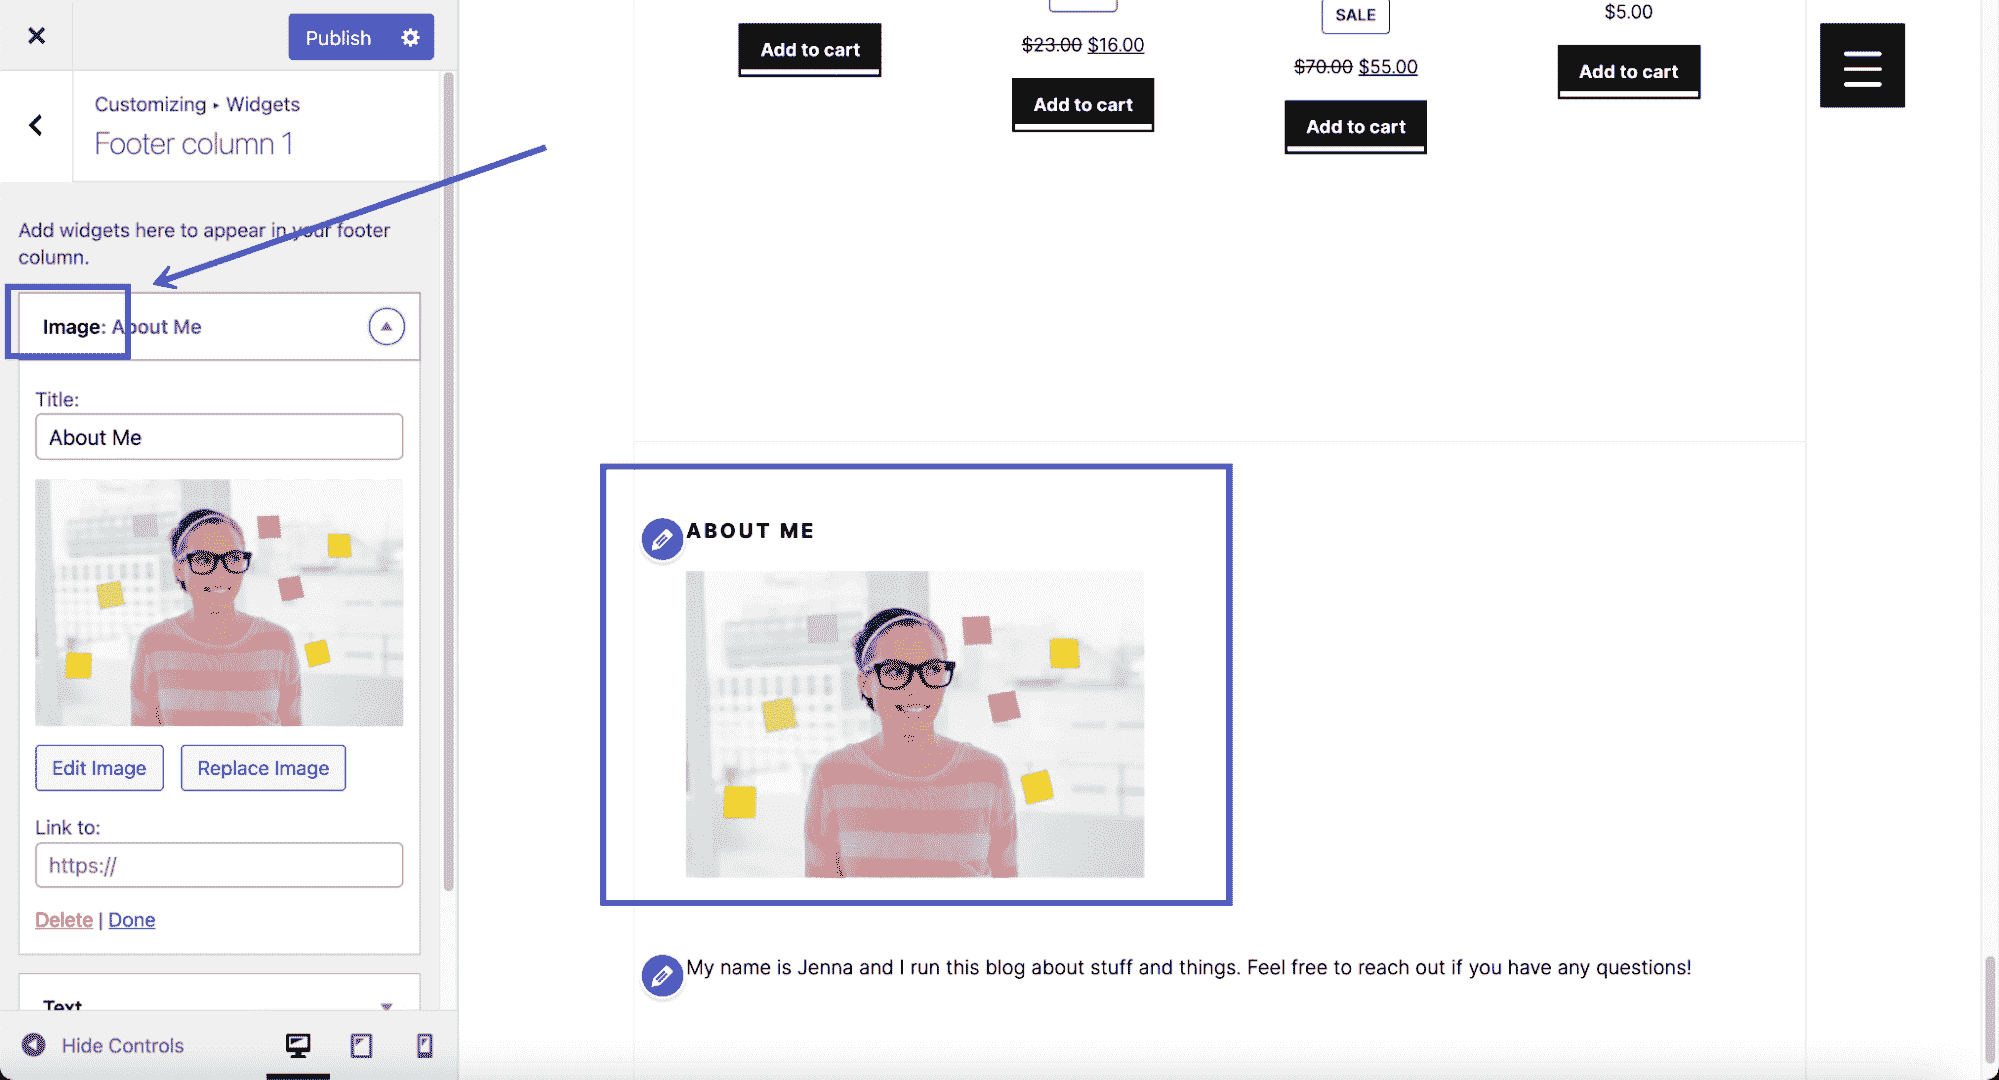 Publish
Customizing ▸ Widgets
Footer column 1
Add widgets here to appear in your footer
column.
Image: About Me
Title:
About Me
Edit Image
Replace Image
Link to:
https://
Delete | Done
Text
Hide Controls
Add to cart
$23.00 $16.00
Add to cart
SALE
$70.00 $55.00
Add to cart
$5.00
Add to cart
ABOUT ME
My name is Jenna and I run this blog about stuff and things. Feel free to reach out if you have any questions!